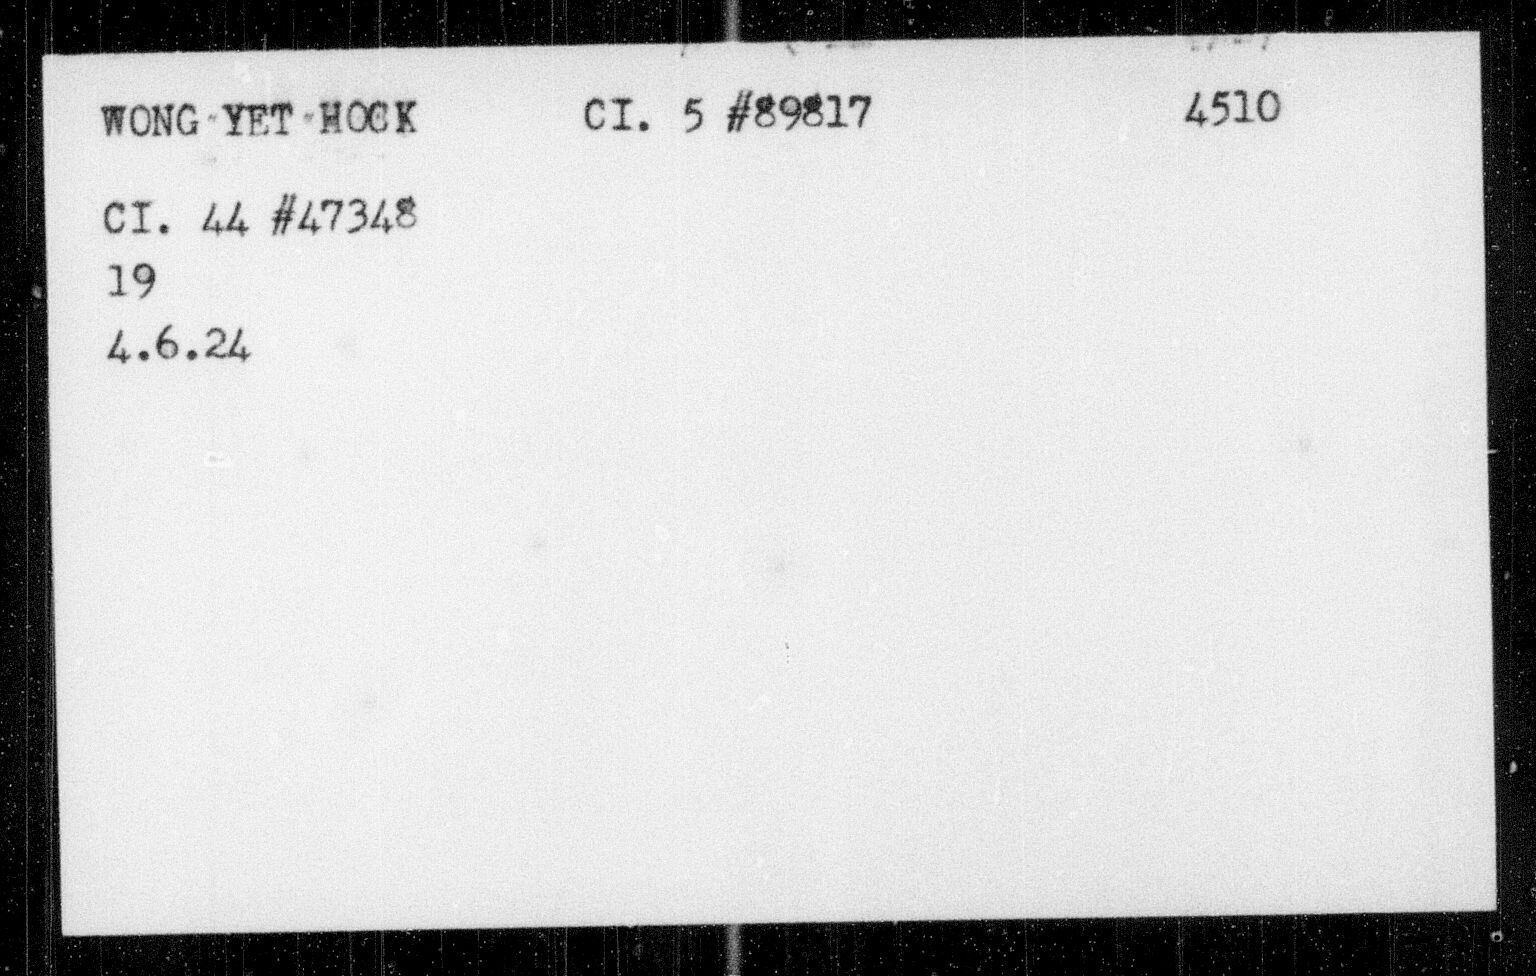 WONG YET HOCK CI. 5 #89817 4510
CI. 44 #47348
19
4.6.24